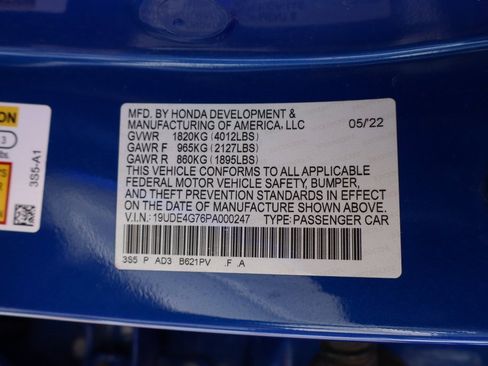 MFD. BY HONDA DEVELOPMENT &
MANUFACTURING OF AMERICA, LLC 05/'22
GVWR 1820KG (4012LBS)
GAWR F 965KG (2127LBS)
GAWR R 860KG (1895LBS)
THIS VEHICLE CONFORMS TO ALL APPLICABLE
FEDERAL MOTOR VEHICLE SAFETY, BUMPER,
AND THEFT PREVENTION STANDARDS IN EFFECT
ON THE DATE OF MANUFACTURE SHOWN ABOVE.
V.I.N.: 19UDE4G76PA000247 TYPE: PASSENGER CAR
3S5 P AD3 B621PV .F .A
3S5-A1
3